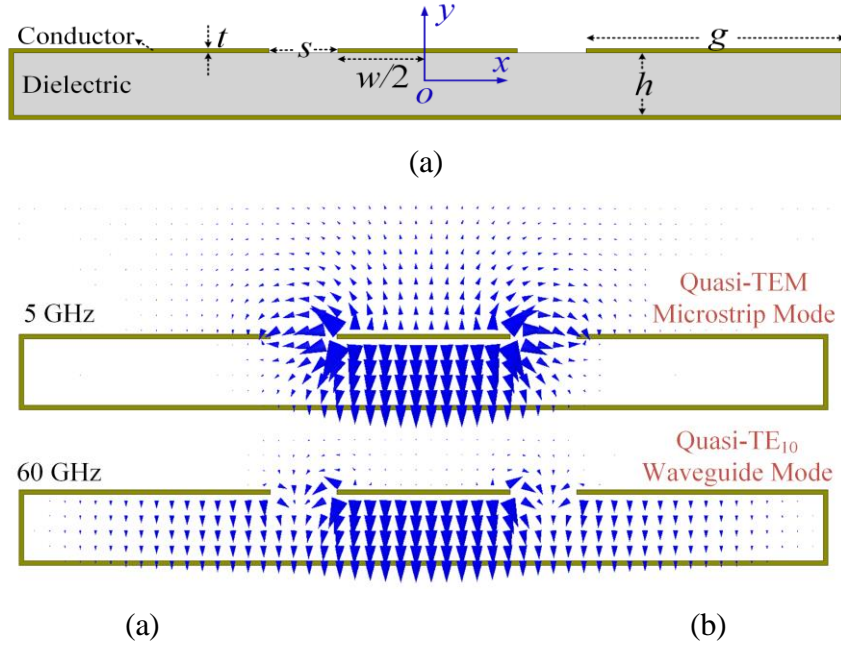 y
Conductor t s g
w/2 x
Dielectric o h
(a)
Quasi-TEM
5 GHz Microstrip Mode
Quasi-TE₁₀
60 GHz Waveguide Mode
(a) (b)